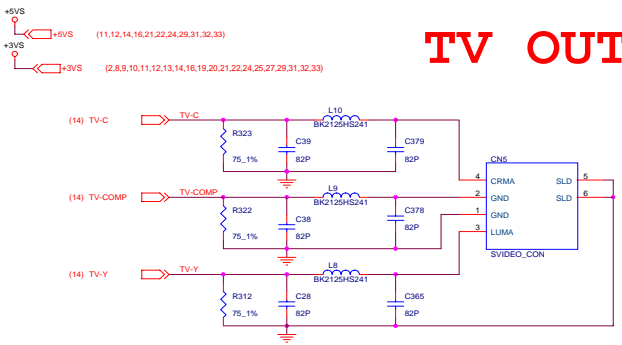 +5VS
+5VS (11,12,14,16,21,22,24,29,31,32,33)
+3VS
+3VS (2,8,9,10,11,12,13,14,16,19,20,21,22,24,25,27,29,31,32,33)
TV OUT
(14) TV-C
TV-C
R323
75_1%
C39
82P
L10
BK2125HS241
C379
82P
(14) TV-COMP
TV-COMP
R322
75_1%
C38
82P
L9
BK2125HS241
C378
82P
(14) TV-Y
TV-Y
R312
75_1%
C28
82P
L8
BK2125HS241
C365
82P
CN5
4 CRMA SLD 5
2 GND SLD 6
1 GND
3 LUMA
SVIDEO_CON